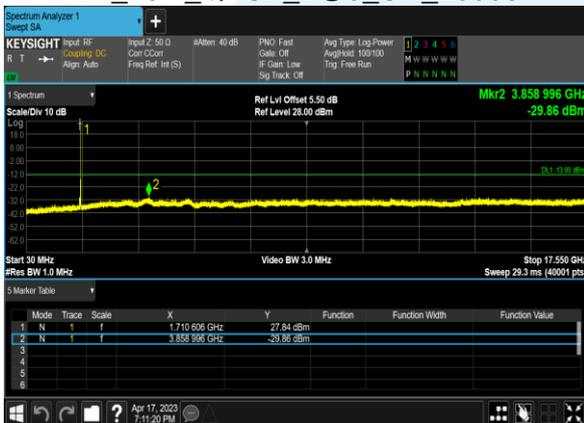 Spectrum Analyzer 1
Swept SA
+
KEYSIGHT
R T
LW
Input: RF
Coupling: DC
Align: Auto
Input Z: 50 Ω
Corr CCorr
Freq Ref: Int (S)
#Atten: 40 dB
PNO: Fast
Gate: Off
IF Gain: Low
Sig Track: Off
Avg Type: Log-Power
Avg|Hold: 100/100
Trig: Free Run
1 2 3 4 5 6
M W W W W W
P N N N N N
1 Spectrum
Scale/Div 10 dB
Ref Lvl Offset 5.50 dB
Ref Level 28.00 dBm
Mkr2 3.858 996 GHz
-29.86 dBm
Log
18.0
8.00
-2.00
-12.0
-22.0
-32.0
-42.0
-52.0
-62.0
1
2
DL1 -13.00 dBm
Start 30 MHz
#Res BW 1.0 MHz
Video BW 3.0 MHz
Stop 17.550 GHz
Sweep 29.3 ms (40001 pts)
5 Marker Table
Mode Trace Scale X Y Function Function Width Function Value
1 N 1 f 1.710 606 GHz 27.84 dBm
2 N 1 f 3.858 996 GHz -29.86 dBm
3
4
5
6
?
Apr 17, 2023
7:11:20 PM